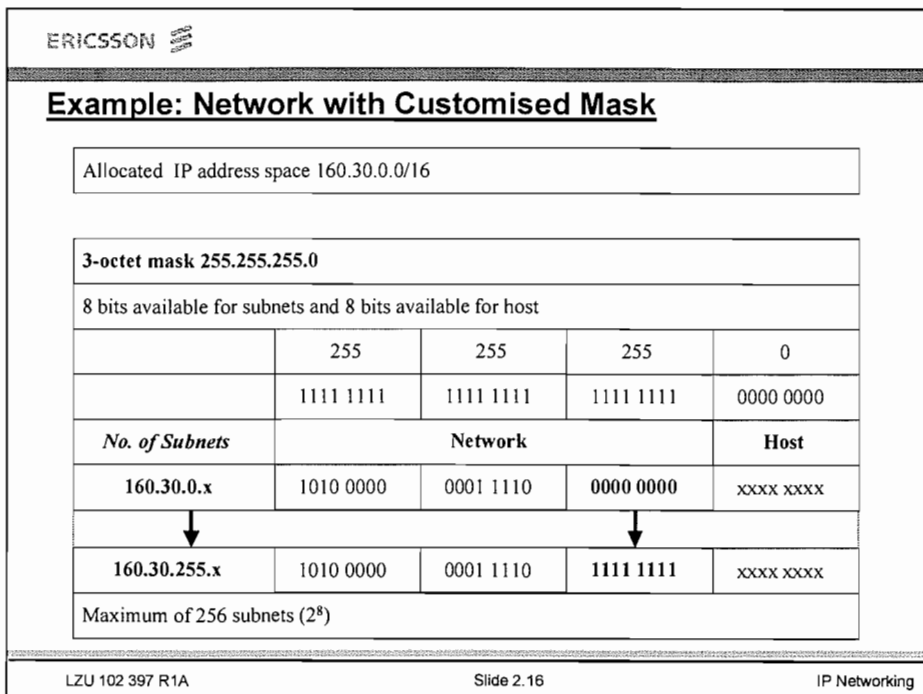 ERICSSON
Example: Network with Customised Mask
Allocated IP address space 160.30.0.0/16
3-octet mask 255.255.255.0
8 bits available for subnets and 8 bits available for host
255 255 255 0
1111 1111 1111 1111 1111 1111 0000 0000
No. of Subnets Network Host
160.30.0.x 1010 0000 0001 1110 0000 0000 xxxx xxxx
160.30.255.x 1010 0000 0001 1110 1111 1111 xxxx xxxx
Maximum of 256 subnets (2⁸)
LZU 102 397 R1A Slide 2.16 IP Networking